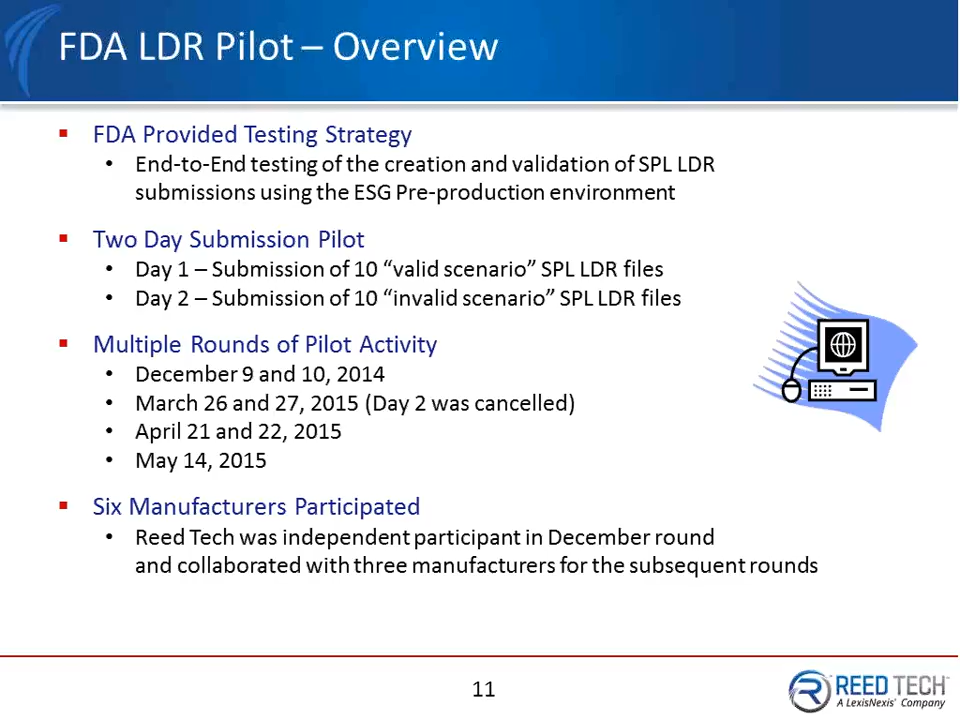 FDA LDR Pilot – Overview
▪ FDA Provided Testing Strategy
• End-to-End testing of the creation and validation of SPL LDR
submissions using the ESG Pre-production environment
▪ Two Day Submission Pilot
• Day 1 – Submission of 10 “valid scenario” SPL LDR files
• Day 2 – Submission of 10 “invalid scenario” SPL LDR files
▪ Multiple Rounds of Pilot Activity
• December 9 and 10, 2014
• March 26 and 27, 2015 (Day 2 was cancelled)
• April 21 and 22, 2015
• May 14, 2015
▪ Six Manufacturers Participated
• Reed Tech was independent participant in December round
and collaborated with three manufacturers for the subsequent rounds
11
REED TECH™
A LexisNexis® Company